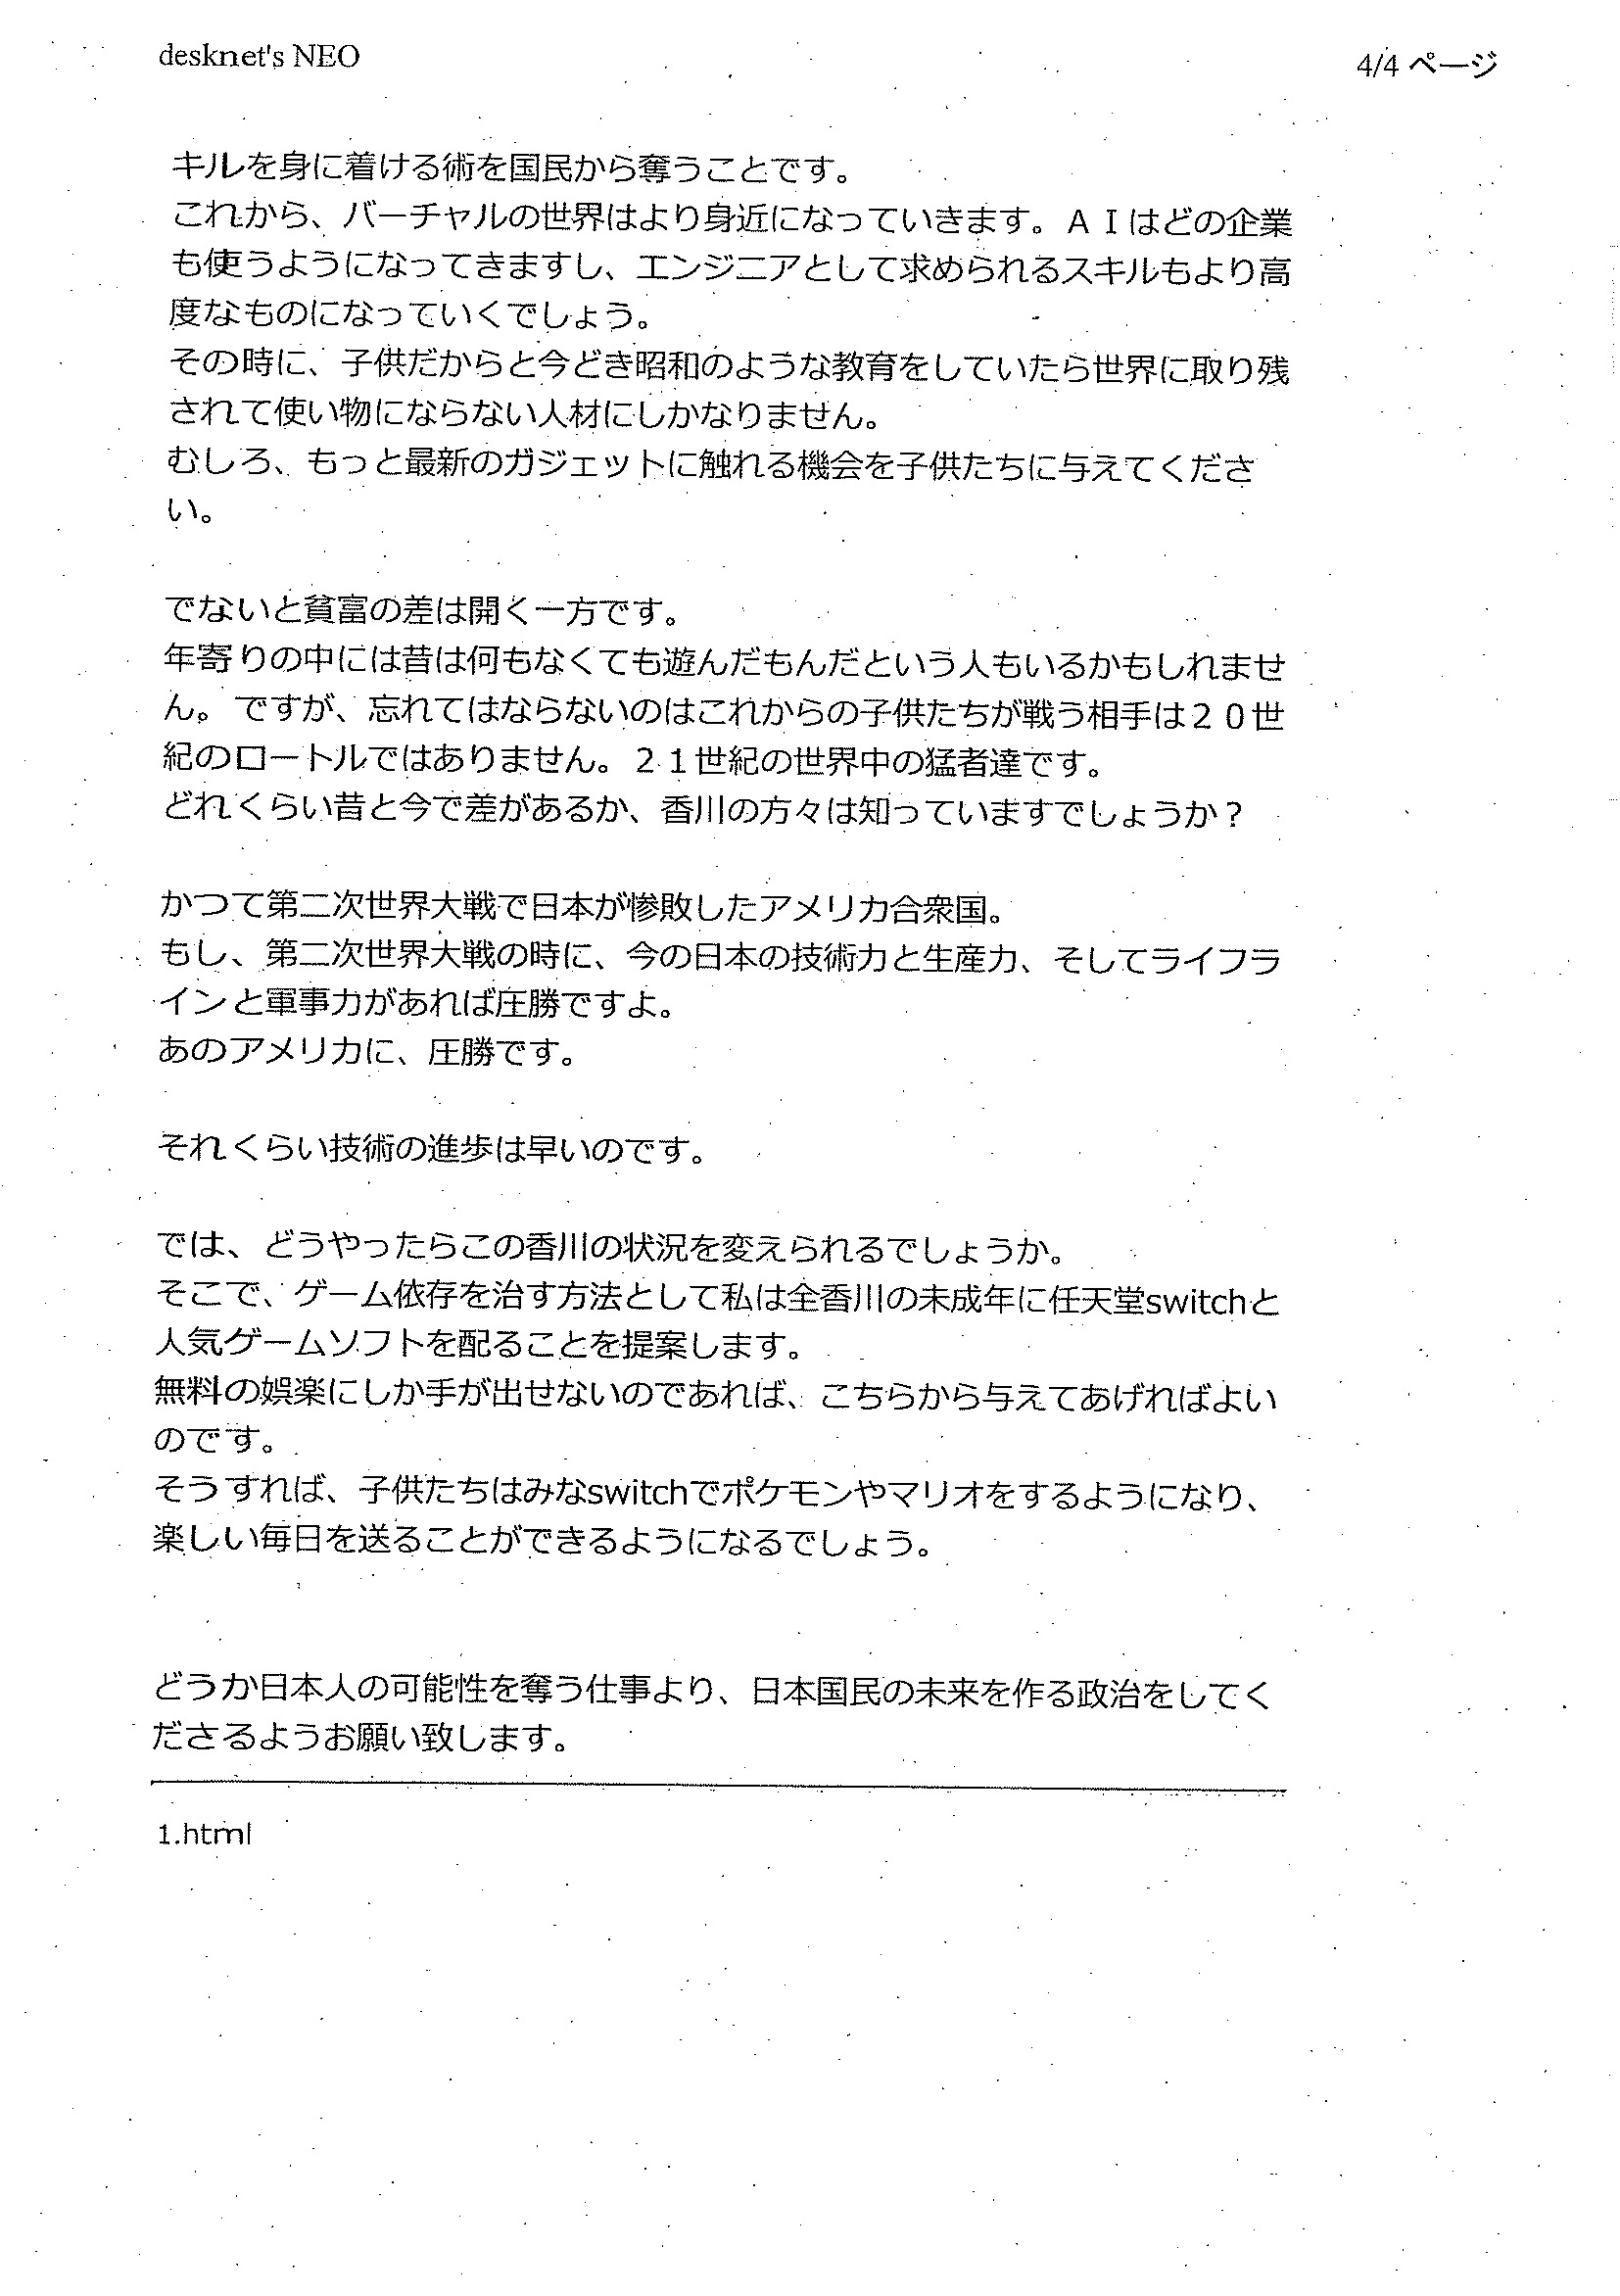 desknet's NEO
4/4 ページ
キルを身に着ける術を国民から奪うことです。
これから、バーチャルの世界はより身近になっていきます。ＡＩはどの企業
も使うようになってきますし、エンジニアとして求められるスキルもより高
度なものになっていくでしょう。
その時に、子供だからと今どき昭和のような教育をしていたら世界に取り残
されて使い物にならない人材にしかなりません。
むしろ、もっと最新のガジェットに触れる機会を子供たちに与えてくださ
い。
でないと貧富の差は開く一方です。
年寄りの中には昔は何もなくても遊んだもんだという人もいるかもしれませ
ん。ですが、忘れてはならないのはこれからの子供たちが戦う相手は２０世
紀のロートルではありません。２１世紀の世界中の猛者達です。
どれくらい昔と今で差があるか、香川の方々は知っていますでしょうか？
かつて第二次世界大戦で日本が惨敗したアメリカ合衆国。
もし、第二次世界大戦の時に、今の日本の技術力と生産力、そしてライフラ
インと軍事力があれば圧勝ですよ。
あのアメリカに、圧勝です。
それくらい技術の進歩は早いのです。
では、どうやったらこの香川の状況を変えられるでしょうか。
そこで、ゲーム依存を治す方法として私は全香川の未成年に任天堂switchと
人気ゲームソフトを配ることを提案します。
無料の娯楽にしか手が出せないのであれば、こちらから与えてあげればよい
のです。
そうすれば、子供たちはみなswitchでポケモンやマリオをするようになり、
楽しい毎日を送ることができるようになるでしょう。
どうか日本人の可能性を奪う仕事より、日本国民の未来を作る政治をしてく
ださるようお願い致します。
1.html